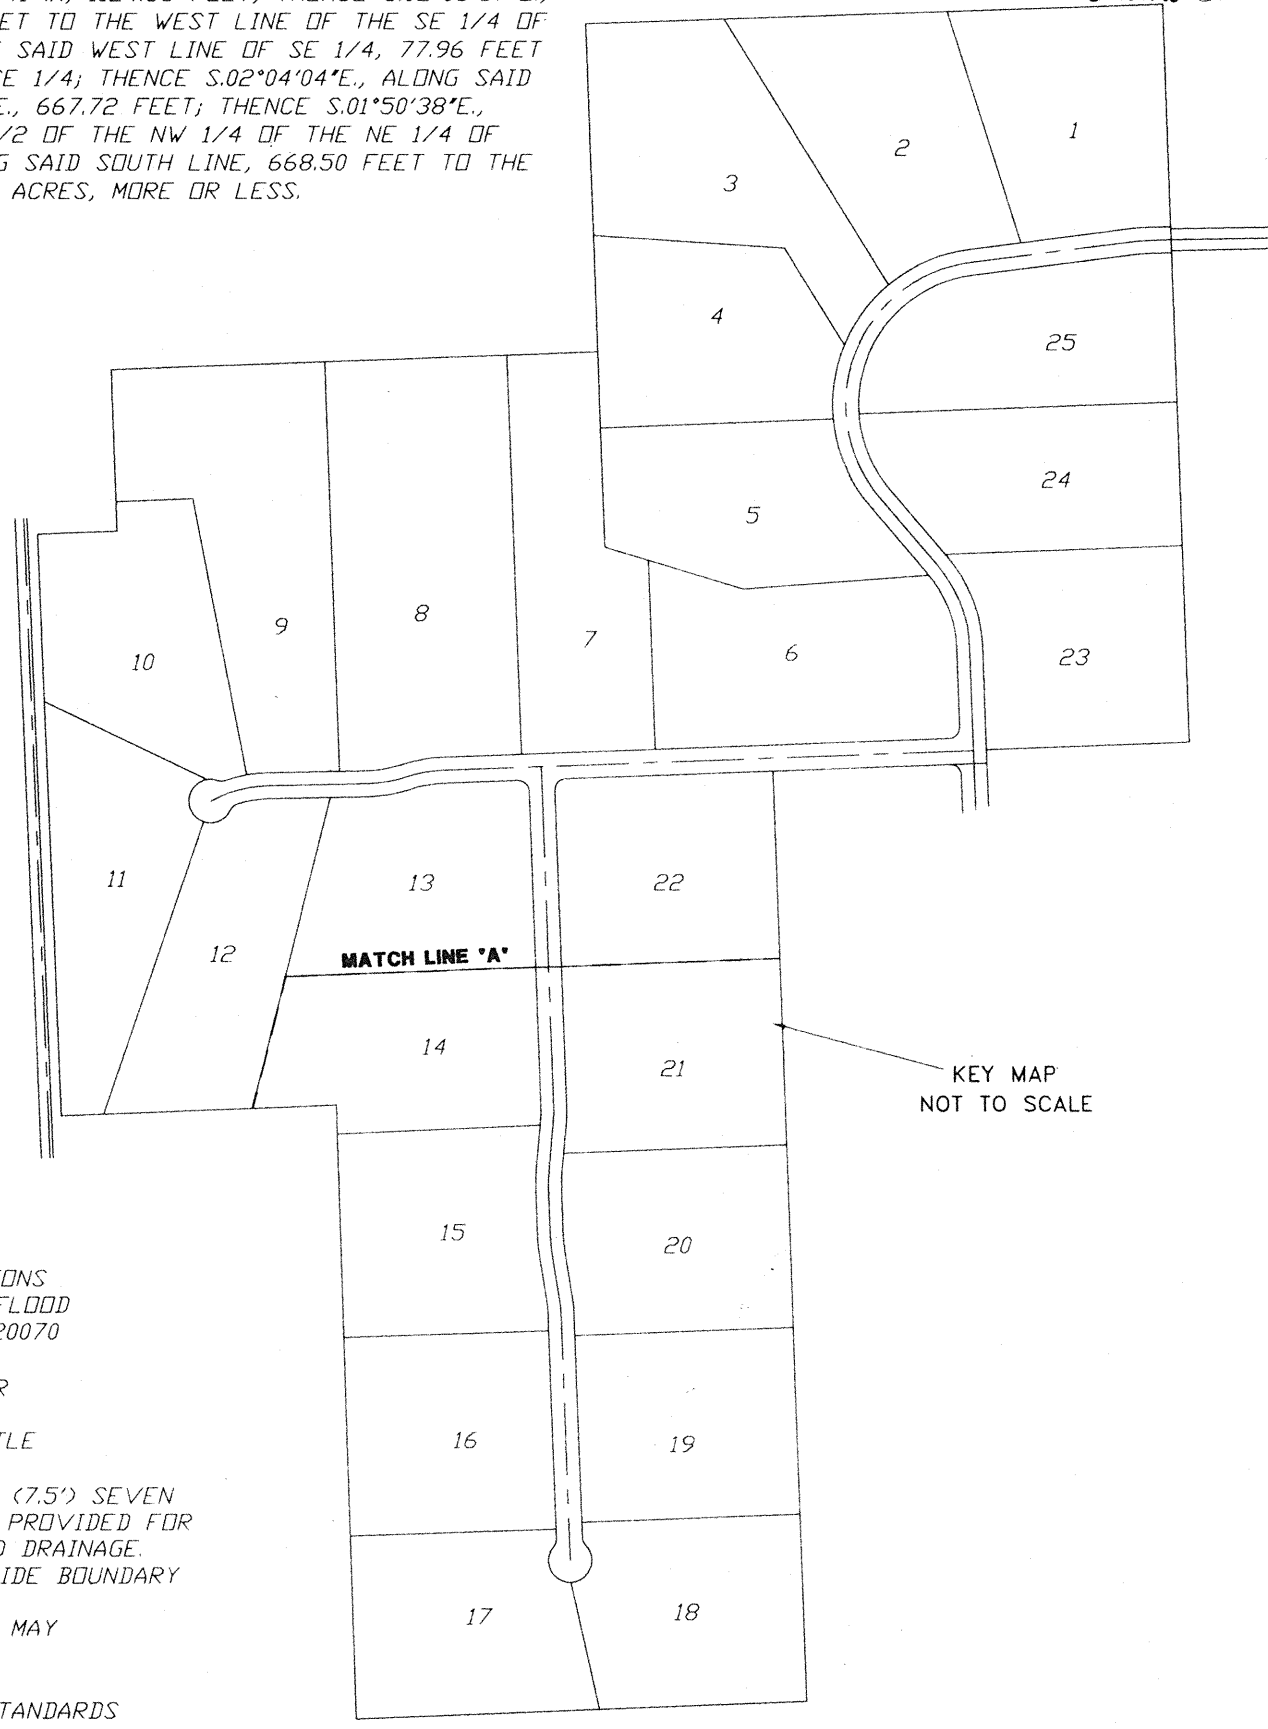 ET TO THE WEST LINE OF THE SE 1/4 OF
SAID WEST LINE OF SE 1/4, 77.96 FEET
E 1/4; THENCE S.02°04'04"E., ALONG SAID
E., 667.72 FEET; THENCE S.01°50'38"E.,
/2 OF THE NW 1/4 OF THE NE 1/4 OF
G SAID SOUTH LINE, 668.50 FEET TO THE
ACRES, MORE OR LESS.
1
2
3
4
25
24
5
9
8
7
6
23
10
11
13
22
12
MATCH LINE "A"
14
21
KEY MAP
NOT TO SCALE
15
20
16
19
17
18
IONS
FLOOD
20070
R
TLE
(7.5') SEVEN
PROVIDED FOR
D DRAINAGE.
IDE BOUNDARY
MAY
TANDARDS